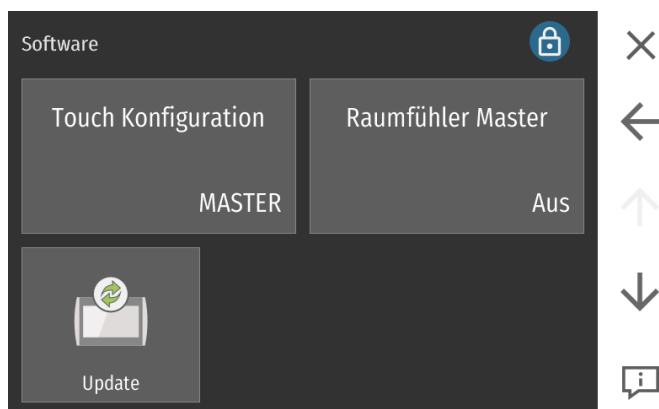 Software
Touch Konfiguration
MASTER
Raumfühler Master
Aus
Update